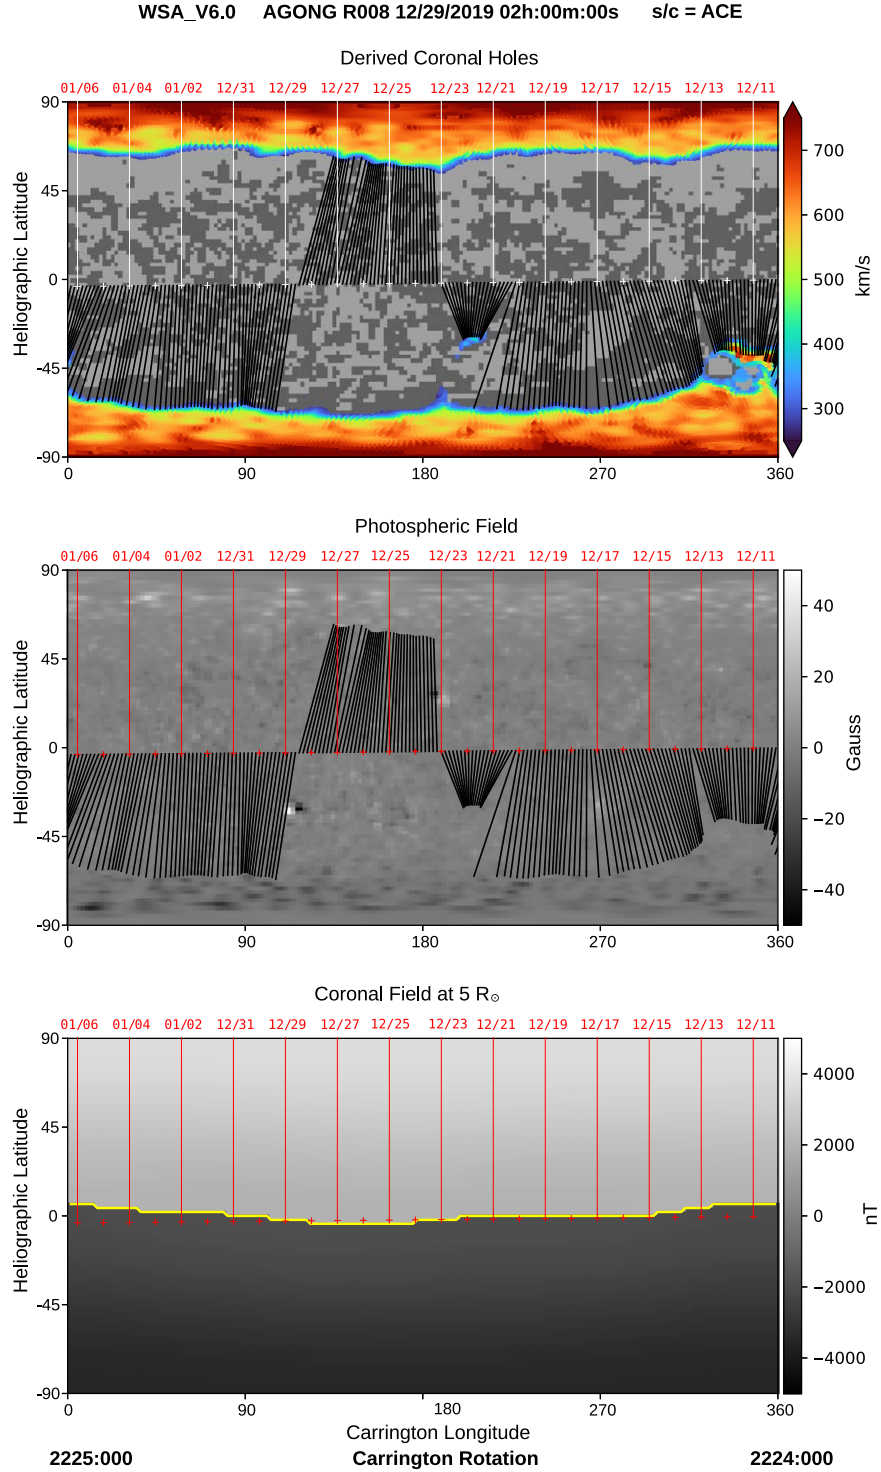 WSA_V6.0 AGONG R008 12/29/2019 02h:00m:00s s/c = ACE
Derived Coronal Holes
01/06 01/04 01/02 12/31 12/29 12/27 12/25 12/23 12/21 12/19 12/17 12/15 12/13 12/11
90
45
0
-45
-90
Heliographic Latitude
0 90 180 270 360
700
600
500
400
300
km/s
Photospheric Field
01/06 01/04 01/02 12/31 12/29 12/27 12/25 12/23 12/21 12/19 12/17 12/15 12/13 12/11
90
45
0
-45
-90
Heliographic Latitude
0 90 180 270 360
40
20
0
−20
−40
Gauss
Coronal Field at 5 R☉
01/06 01/04 01/02 12/31 12/29 12/27 12/25 12/23 12/21 12/19 12/17 12/15 12/13 12/11
90
45
0
-45
-90
Heliographic Latitude
0 90 180 270 360
4000
2000
0
−2000
−4000
nT
Carrington Longitude
2225:000 Carrington Rotation 2224:000